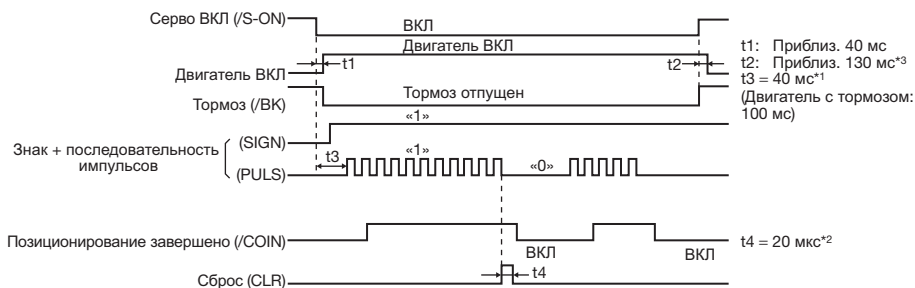 Серво ВКЛ (/S-ON)
ВКЛ
Двигатель ВКЛ
t1: Приблиз. 40 мс
t1
t2
t2: Приблиз. 130 мс*3
Двигатель ВКЛ
t3 = 40 мс*1
Тормоз отпущен
(Двигатель с тормозом:
Тормоз (/BK)
100 мс)
«1»
(SIGN)
Знак + последовательность
импульсов
t3
«1»
«0»
(PULS)
Позиционирование завершено (/COIN)
t4 = 20 мкс*2
ВКЛ
ВКЛ
t4
Сброс (CLR)